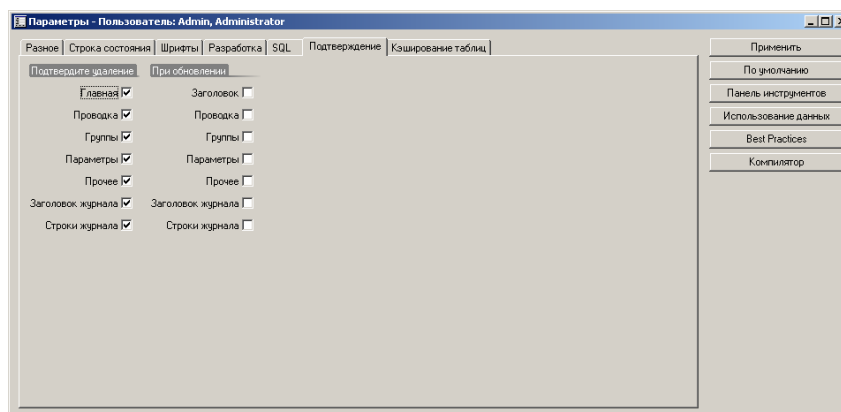 Параметры - Пользователь: Admin, Administrator
Разное Строка состояния Шрифты Разработка SQL Подтверждение Кэширование таблиц
Подтвердите удаление При обновлении
Главная Заголовок
Проводка Проводка
Группы Группы
Параметры Параметры
Прочее Прочее
Заголовок журнала Заголовок журнала
Строки журнала Строки журнала
Применить
По умолчанию
Панель инструментов
Использование данных
Best Practices
Компилятор